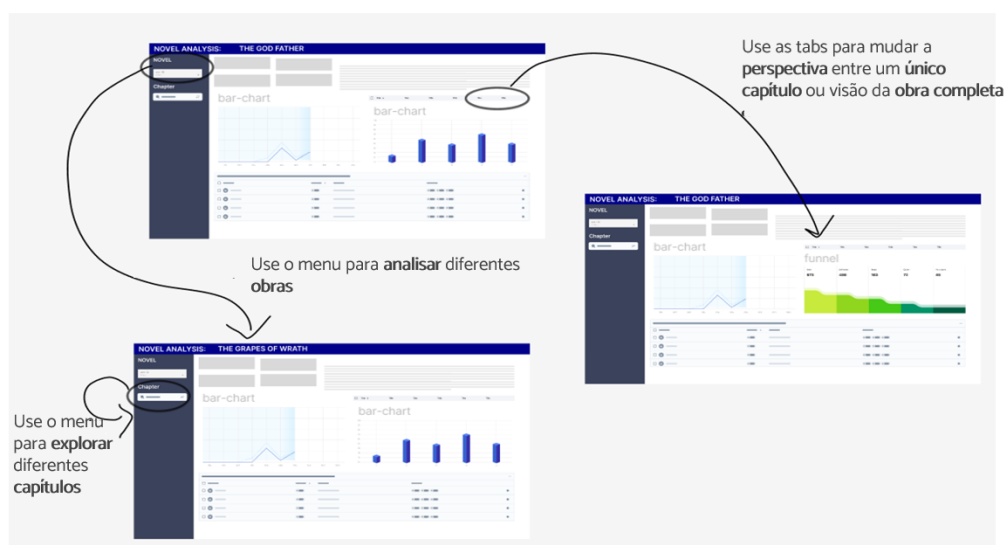 NOVEL ANALYSIS: THE GOD FATHER
NOVEL
Chapter
bar-chart
bar-chart
Use as tabs para mudar a
perspectiva entre um único
capítulo ou visão da obra completa
NOVEL ANALYSIS: THE GOD FATHER
NOVEL
Chapter
bar-chart
funnel
Use o menu para analisar diferentes
obras
NOVEL ANALYSIS: THE GRAPES OF WRATH
NOVEL
Chapter
bar-chart
bar-chart
Use o menu
para explorar
diferentes
capítulos